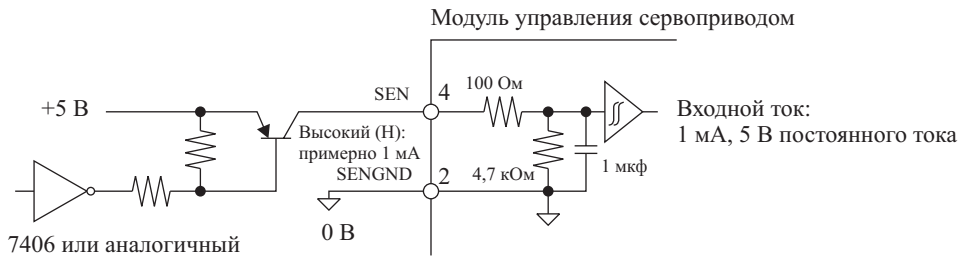 Модуль управления сервоприводом
+5 В
SEN
4
100 Ом
Входной ток:
1 мА, 5 В постоянного тока
Высокий (H):
примерно 1 мА
SENGND
2
4,7 кОм
1 мкф
0 В
7406 или аналогичный